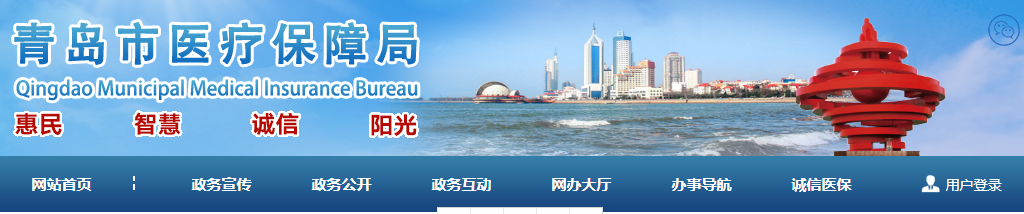 青岛市医疗保障局
Qingdao Municipal Medical Insurance Bureau
惠民 智慧 诚信 阳光
网站首页 政务宣传 政务公开 政务互动 网办大厅 办事导航 诚信医保 用户登录